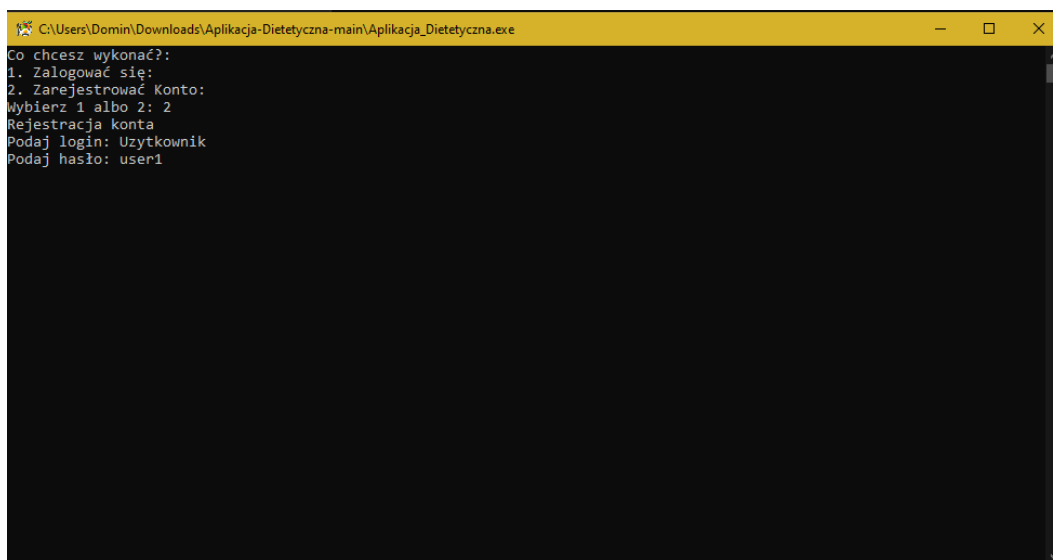 C:\Users\Domin\Downloads\Aplikacja-Dietetyczna-main\Aplikacja_Dietetyczna.exe
Co chcesz wykonać?:
1. Zalogować się:
2. Zarejestrować Konto:
Wybierz 1 albo 2: 2
Rejestracja konta
Podaj login: Uzytkownik
Podaj hasło: user1